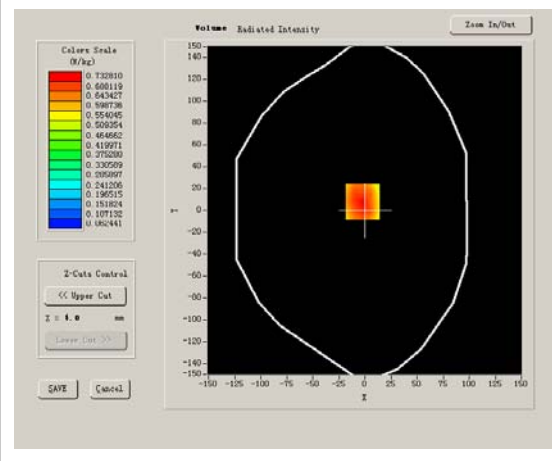 Volume Radiated Intensity
Zoom In/Out
Colors Scale
(W/kg)
0.732810
0.688119
0.643427
0.598736
0.554045
0.509354
0.464662
0.419971
0.375280
0.330589
0.285897
0.241206
0.196515
0.151824
0.107132
0.062441
Z-Cuts Control
<< Upper Cut
mm
Lower Cut >>
SAVE
Cancel
150
140
120
100
80
60
40
20
0
-20
-40
-60
-80
-100
-120
-140
-150
Y
-150 -125 -100 -75 -50 -25 0 25 50 75 100 125 150
X